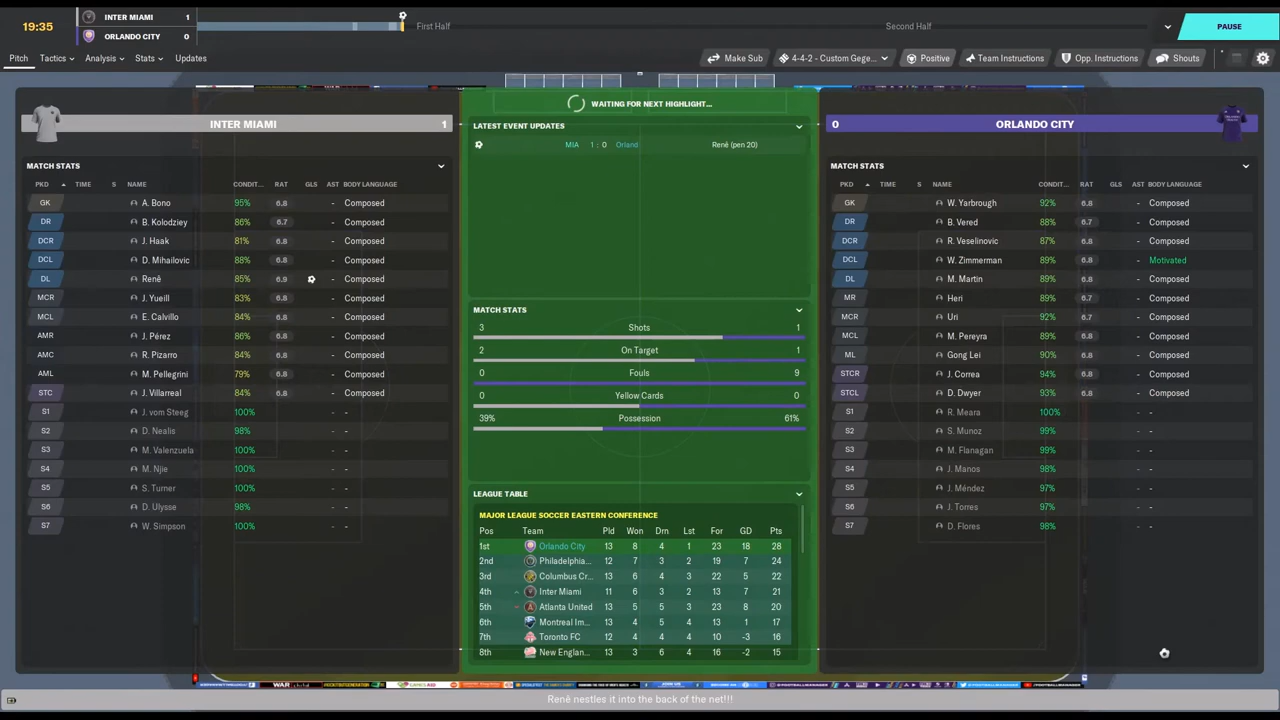 19:35
INTER MIAMI 1
ORLANDO CITY 0
First Half
Second Half
PAUSE
Pitch
Tactics
Analysis
Stats
Updates
Make Sub
4-4-2 - Custom Gege...
Positive
Team Instructions
Opp. Instructions
Shouts
WAITING FOR NEXT HIGHLIGHT...
INTER MIAMI 1
MATCH STATS
PKD TIME S NAME CONDIT... RAT GLS AST BODY LANGUAGE
GK A. Bono 95% 6.8 - Composed
DR B. Kolodziey 86% 6.7 - Composed
DCR J. Haak 81% 6.8 - Composed
DCL D. Mihailovic 88% 6.8 - Composed
DL Renê 85% 6.9 - Composed
MCR J. Yueill 83% 6.8 - Composed
MCL E. Calvillo 84% 6.8 - Composed
AMR J. Pérez 86% 6.8 - Composed
AMC R. Pizarro 84% 6.8 - Composed
AML M. Pellegrini 79% 6.8 - Composed
STC J. Villarreal 84% 6.8 - Composed
S1 J. vom Steeg 100% - -
S2 D. Nealis 98% - -
S3 M. Valenzuela 100% - -
S4 M. Njie 100% - -
S5 S. Turner 100% - -
S6 D. Ulysse 98% - -
S7 W. Simpson 100% - -
LATEST EVENT UPDATES
MIA 1 : 0 Orland Renê (pen 20)
MATCH STATS
3 Shots 1
2 On Target 1
0 Fouls 9
0 Yellow Cards 0
39% Possession 61%
LEAGUE TABLE
MAJOR LEAGUE SOCCER EASTERN CONFERENCE
Pos Team Pld Won Drn Lst For GD Pts
1st Orlando City 13 8 4 1 23 18 28
2nd Philadelphia... 12 7 3 2 19 7 24
3rd Columbus Cr... 13 6 4 3 22 5 22
4th Inter Miami 11 6 3 2 13 7 21
5th Atlanta United 13 5 5 3 23 8 20
6th Montreal Im... 13 4 5 4 13 1 17
7th Toronto FC 12 4 4 4 10 -3 16
8th New Englan... 13 3 6 4 16 -2 15
0 ORLANDO CITY
MATCH STATS
PKD TIME S NAME CONDIT... RAT GLS AST BODY LANGUAGE
GK W. Yarbrough 92% 6.8 - Composed
DR B. Vered 88% 6.7 - Composed
DCR R. Veselinovic 87% 6.8 - Composed
DCL W. Zimmerman 89% 6.8 - Motivated
DL M. Martin 89% 6.8 - Composed
MR Heri 89% 6.7 - Composed
MCR Uri 92% 6.7 - Composed
MCL M. Pereyra 89% 6.8 - Composed
ML Gong Lei 90% 6.8 - Composed
STCR J. Correa 94% 6.8 - Composed
STCL D. Dwyer 93% 6.8 - Composed
S1 R. Meara 100% - -
S2 S. Munoz 99% - -
S3 M. Flanagan 99% - -
S4 J. Manos 98% - -
S5 J. Méndez 97% - -
S6 J. Torres 97% - -
S7 D. Flores 98% - -
Renê nestles it into the back of the net!!!